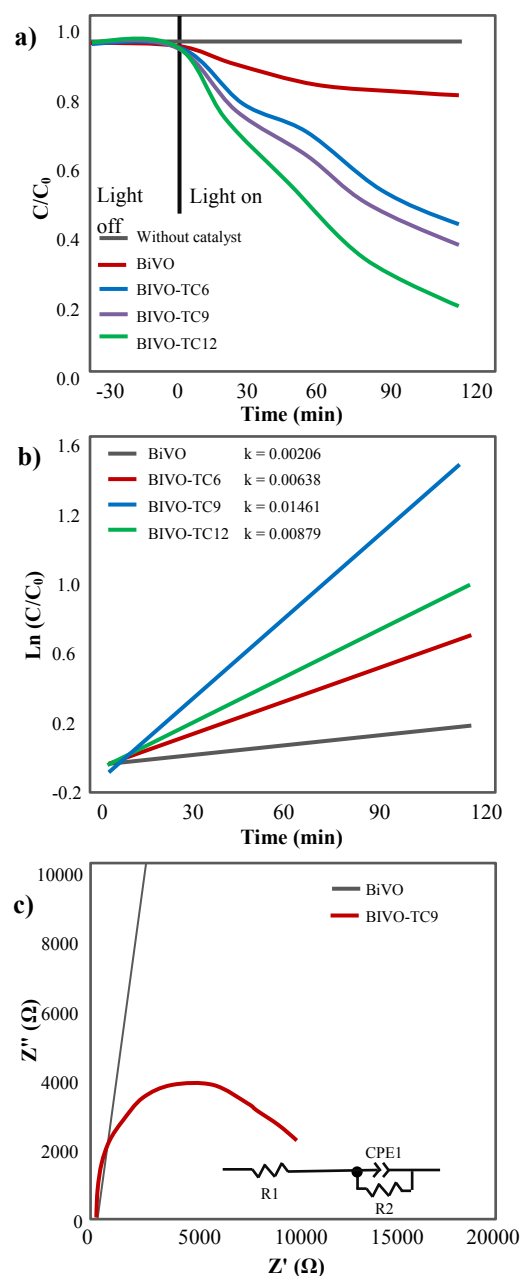 a)
1.0
0.8
0.6
0.4
0.2
0.0
C/C₀
Light off
Light on
Without catalyst
BiVO
BIVO-TC6
BIVO-TC9
BIVO-TC12
-30 0 30 60 90 120
Time (min)
b)
1.6
1.2
1.0
0.6
0.2
-0.2
Ln (C/C₀)
BiVO k = 0.00206
BIVO-TC6 k = 0.00638
BIVO-TC9 k = 0.01461
BIVO-TC12 k = 0.00879
0 30 60 90 120
Time (min)
c)
10000
8000
6000
4000
2000
0
Z'' (Ω)
BiVO
BIVO-TC9
CPE1
R1
R2
0 5000 10000 15000 20000
Z' (Ω)